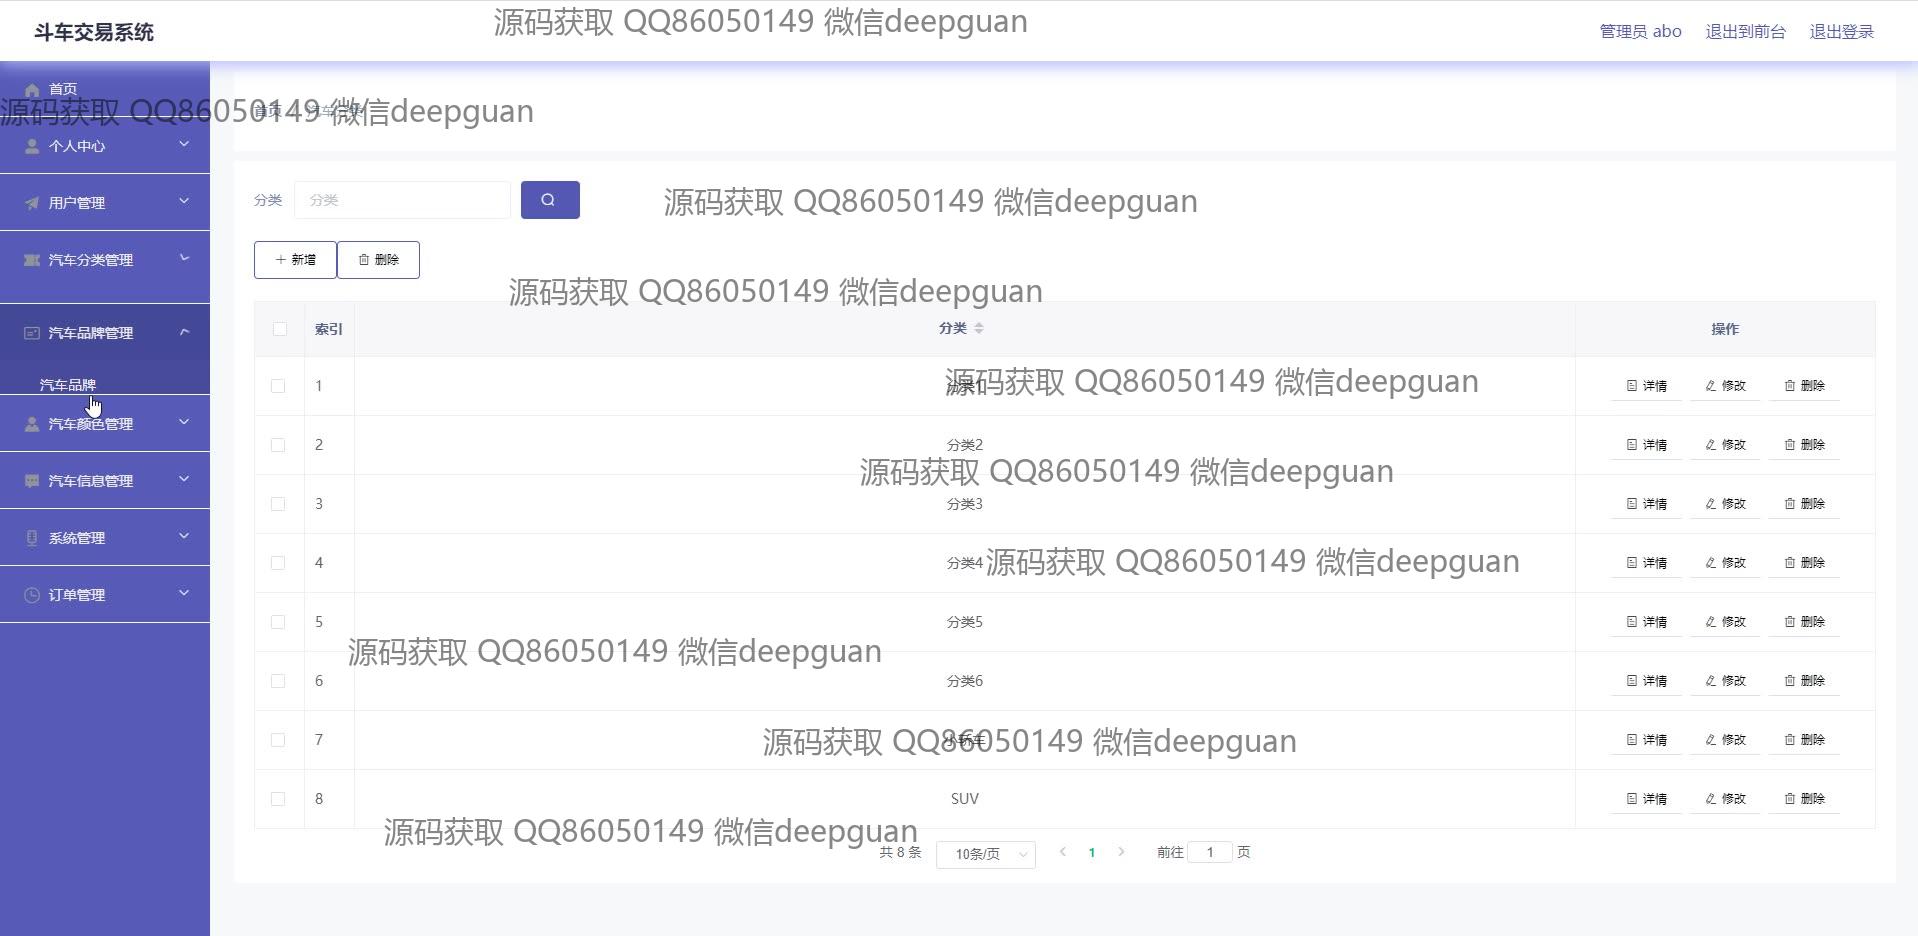 斗车交易系统
源码获取 QQ86050149 微信deepguan
管理员 abo
退出到前台
退出登录
首页
源码获取 QQ86050149 微信deepguan
首页 汽车分类
个人中心
用户管理
汽车分类管理
汽车品牌管理
汽车品牌
汽车颜色管理
汽车信息管理
系统管理
订单管理
分类 分类
源码获取 QQ86050149 微信deepguan
新增 删除
源码获取 QQ86050149 微信deepguan
索引 分类 操作
1 分类1 详情 修改 删除
源码获取 QQ86050149 微信deepguan
2 分类2 详情 修改 删除
源码获取 QQ86050149 微信deepguan
3 分类3 详情 修改 删除
4 分类4 详情 修改 删除
源码获取 QQ86050149 微信deepguan
5 分类5 详情 修改 删除
源码获取 QQ86050149 微信deepguan
6 分类6 详情 修改 删除
7 小轿车 详情 修改 删除
源码获取 QQ86050149 微信deepguan
8 SUV 详情 修改 删除
源码获取 QQ86050149 微信deepguan
共 8 条 10条/页 1 前往 1 页